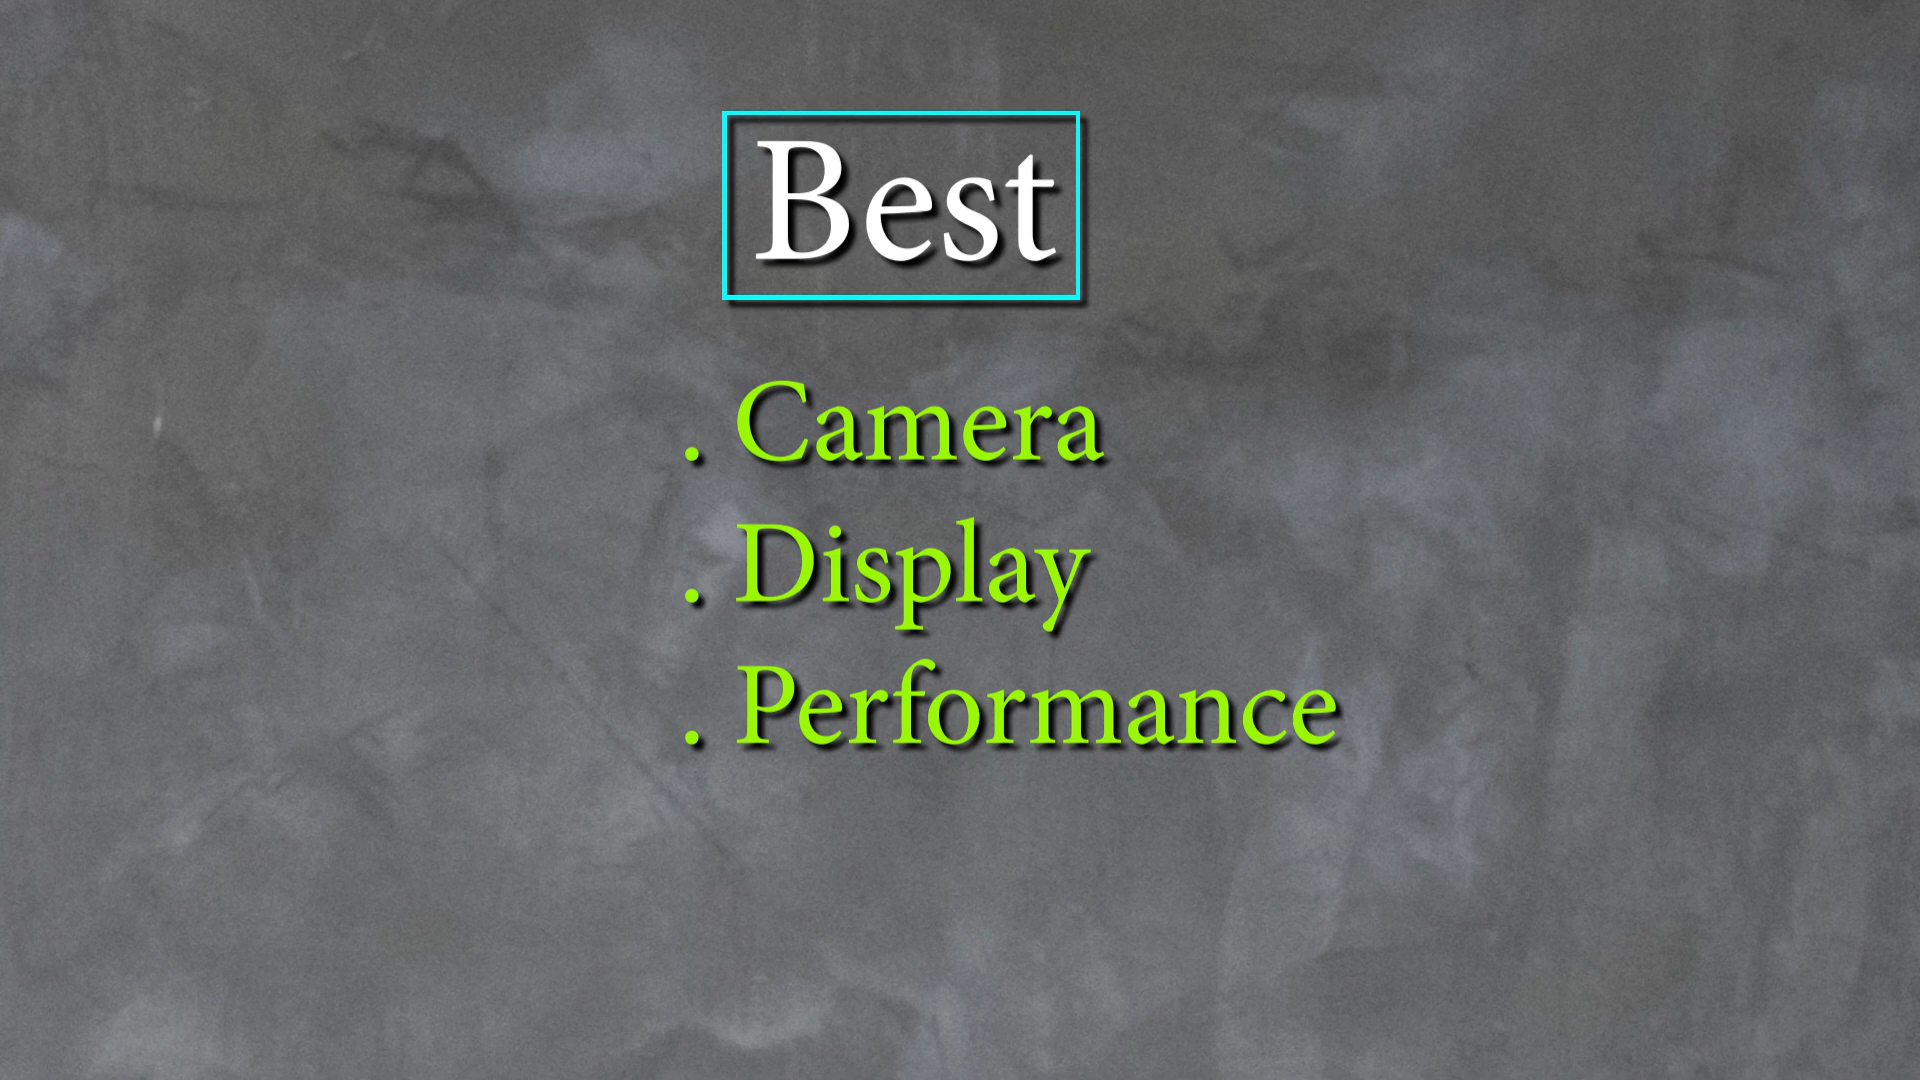 Best
. Camera
. Display
. Performance